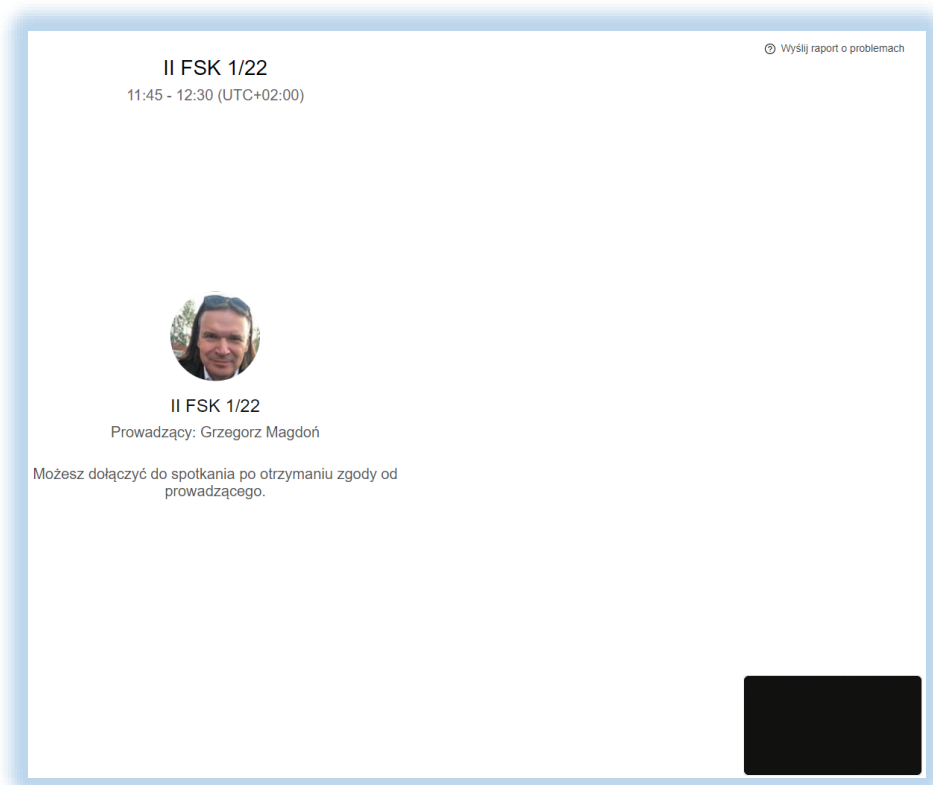 Wyślij raport o problemach
II FSK 1/22
11:45 - 12:30 (UTC+02:00)
II FSK 1/22
Prowadzący: Grzegorz Magdoń
Możesz dołączyć do spotkania po otrzymaniu zgody od
prowadzącego.